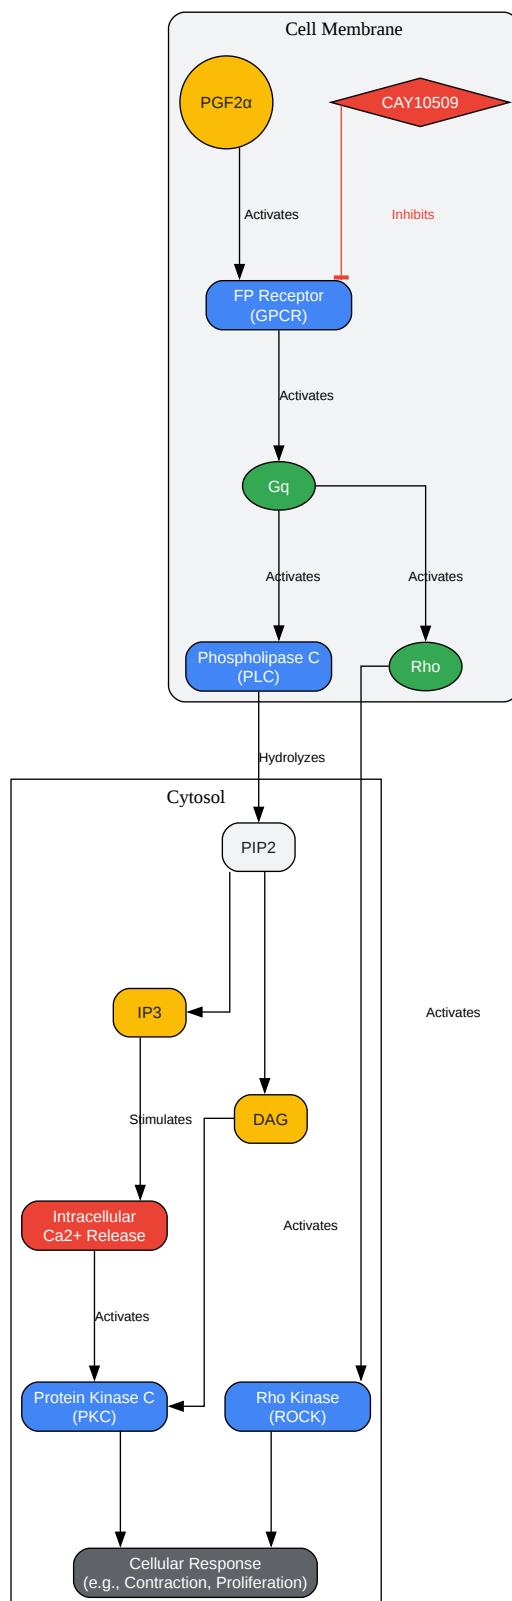 Cell Membrane
PGF2α
CAY10509
Activates
Inhibits
FP Receptor
(GPCR)
Activates
Gq
Activates
Activates
Phospholipase C
(PLC)
Rho
Hydrolyzes
Cytosol
PIP2
IP3
Activates
DAG
Stimulates
Intracellular
Ca2+ Release
Activates
Activates
Protein Kinase C
(PKC)
Rho Kinase
(ROCK)
Cellular Response
(e.g., Contraction, Proliferation)